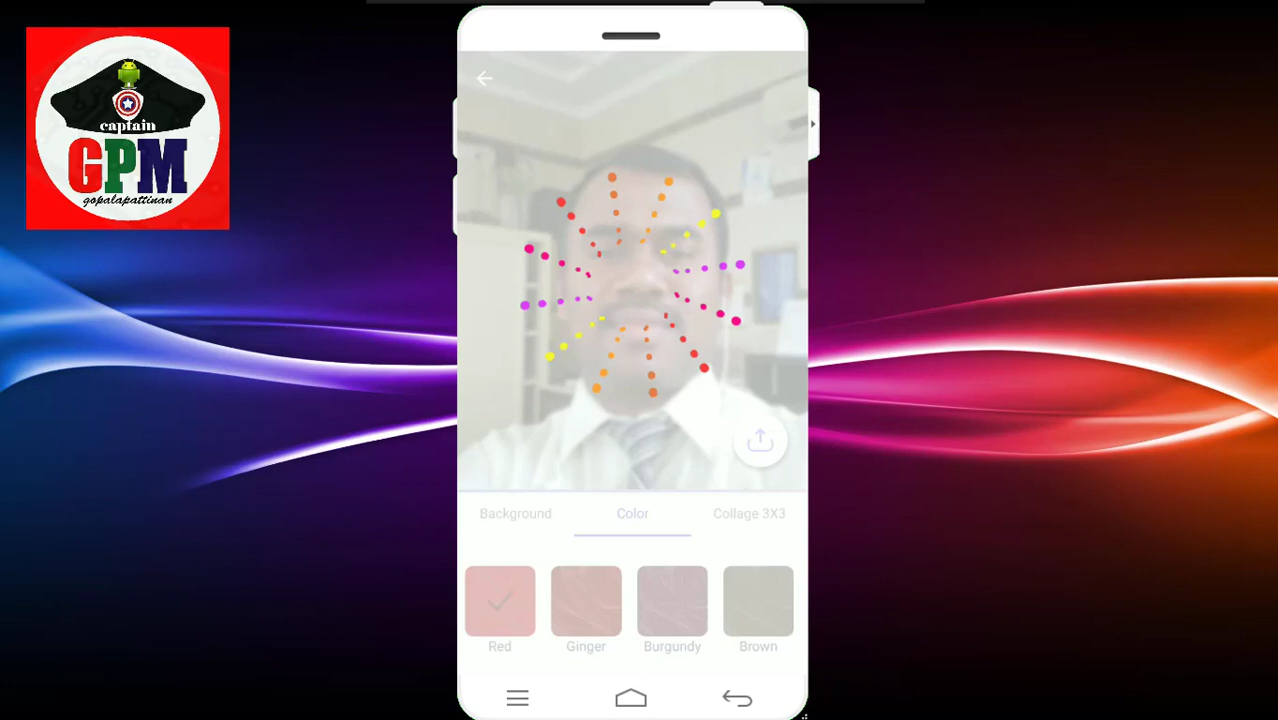 captain
GPM
gopalapattinan
Background Color Collage 3X3
Red Ginger Burgundy Brown